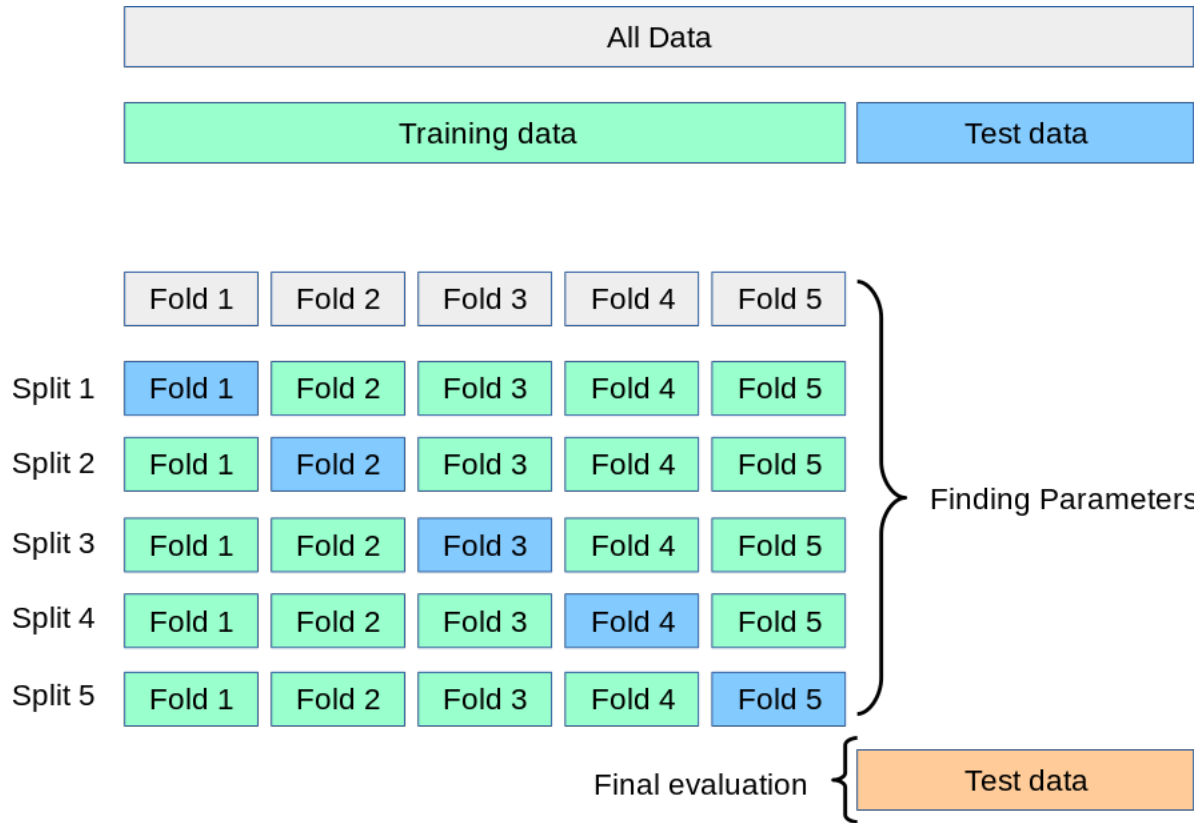 All Data
Training data Test data
Fold 1 Fold 2 Fold 3 Fold 4 Fold 5
Split 1 Fold 1 Fold 2 Fold 3 Fold 4 Fold 5
Split 2 Fold 1 Fold 2 Fold 3 Fold 4 Fold 5
Finding Parameters
Split 3 Fold 1 Fold 2 Fold 3 Fold 4 Fold 5
Split 4 Fold 1 Fold 2 Fold 3 Fold 4 Fold 5
Split 5 Fold 1 Fold 2 Fold 3 Fold 4 Fold 5
Final evaluation Test data